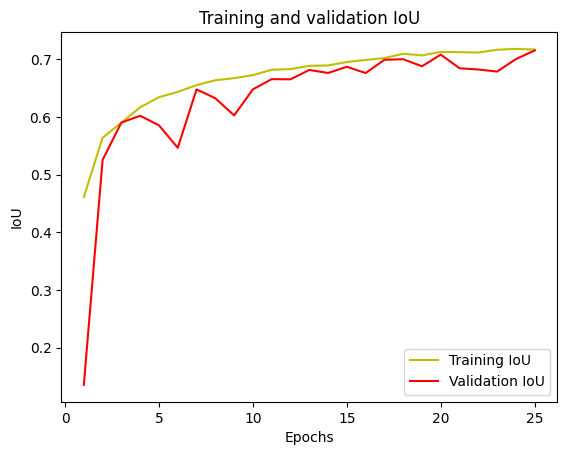 Training and validation IoU
IoU
0.7
0.6
0.5
0.4
0.3
0.2
0
5
10
15
20
25
Epochs
Training IoU
Validation IoU